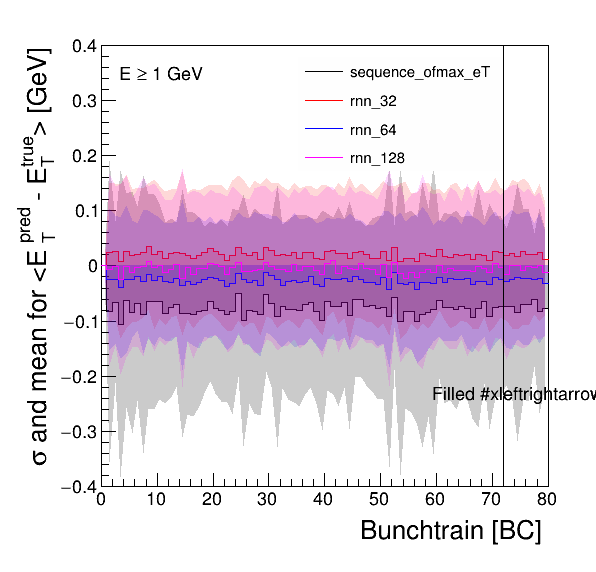 E ≥ 1 GeV
sequence_ofmax_eT
rnn_32
rnn_64
rnn_128
Filled #xleftrightarrow
σ and mean for <E_T^pred - E_T^true> [GeV]
0.4
0.3
0.2
0.1
0
−0.1
−0.2
−0.3
−0.4
0 10 20 30 40 50 60 70 80
Bunchtrain [BC]